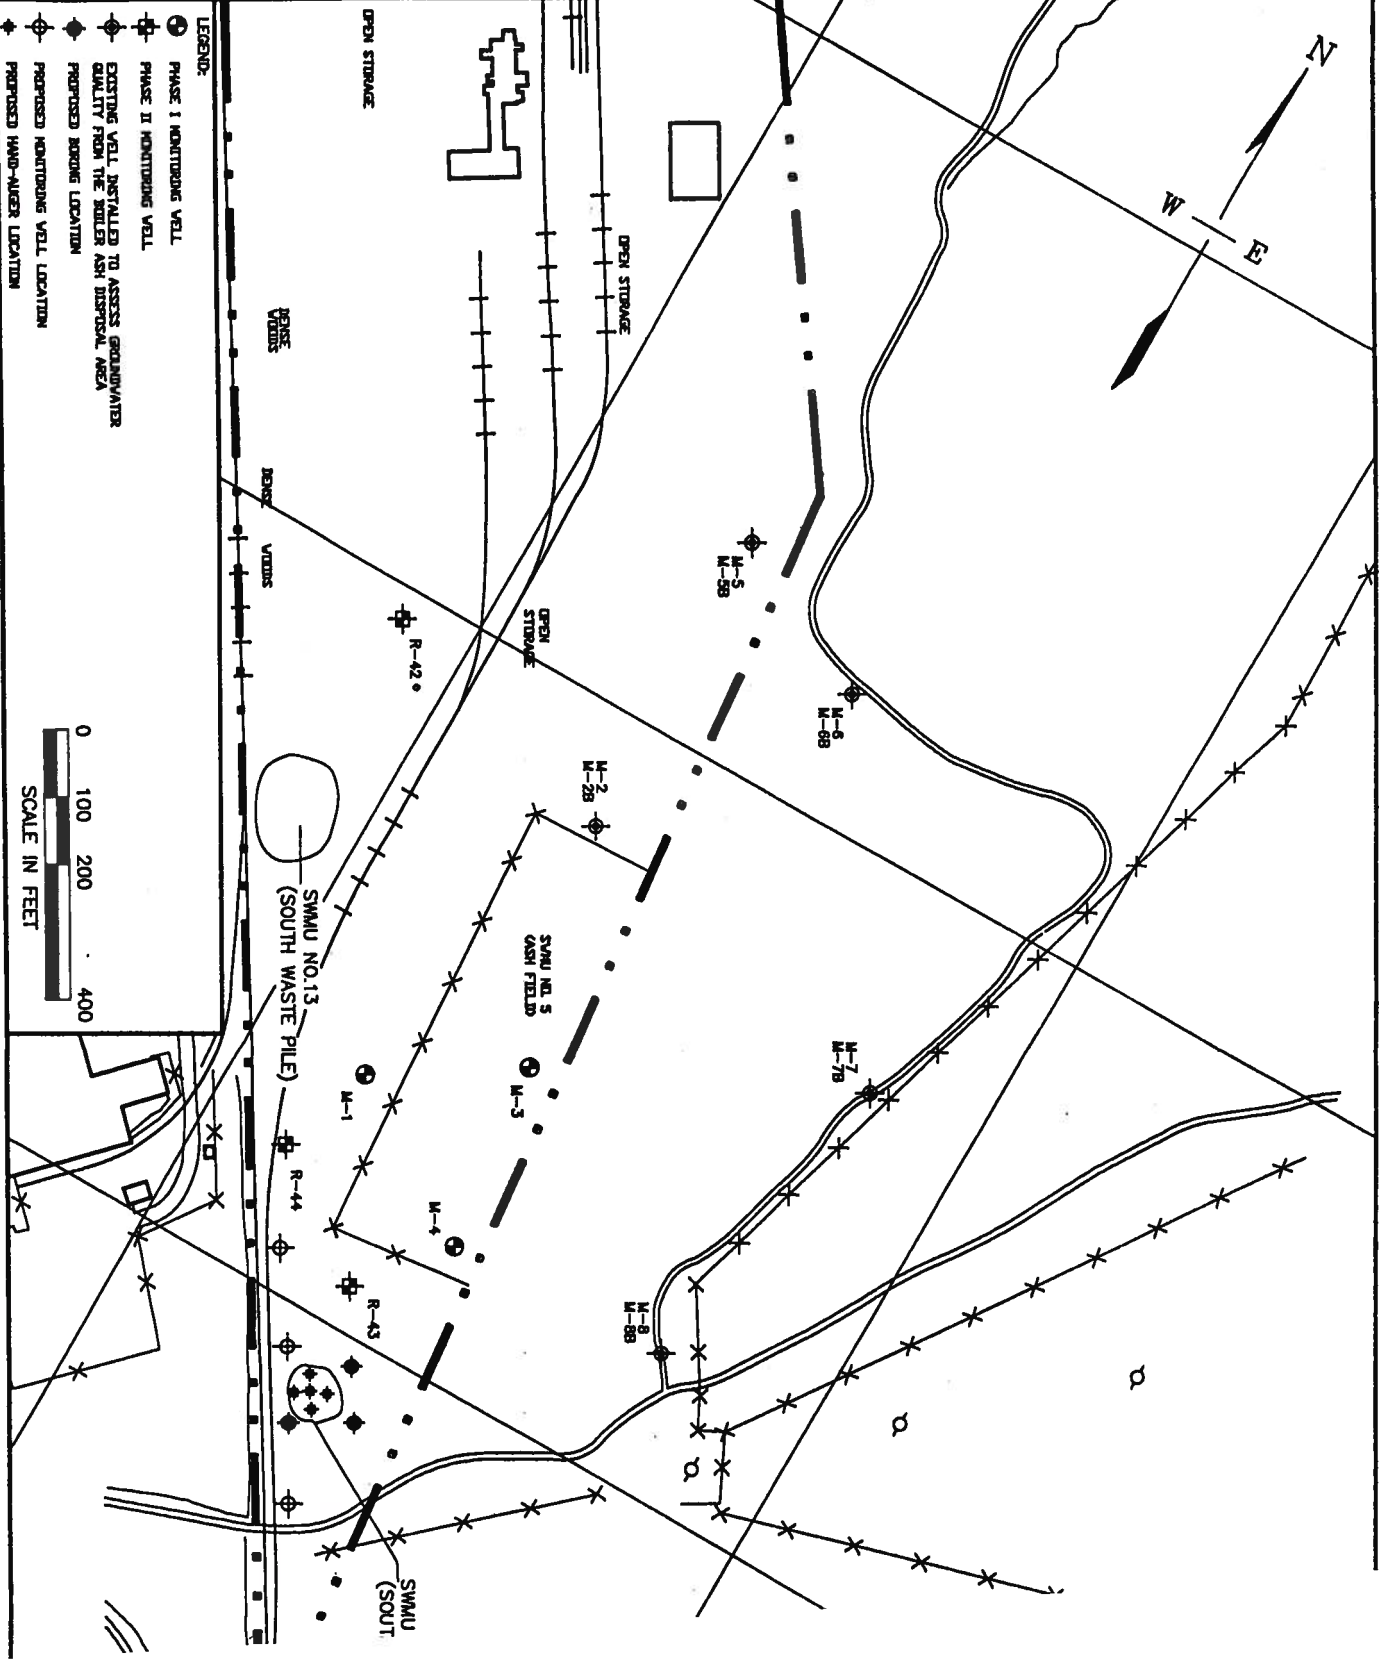 N
W
E
OPEN STORAGE
OPEN STORAGE
OPEN
STORAGE
DENSE
WOODS
DENSE WOODS
M-5
M-5B
M-6
M-6B
M-2
M-2B
M-7
M-7B
M-8
M-8B
R-42
SWMU NO. 5
(ASH FIELD)
M-3
M-1
M-4
R-44
R-43
SWMU NO.13
(SOUTH WASTE PILE)
SWMU
(SOUT
LEGEND:
PHASE I MONITORING WELL
PHASE II MONITORING WELL
EXISTING WELL INSTALLED TO ASSESS GROUNDWATER
QUALITY FROM THE BOILER ASH DISPOSAL AREA
PROPOSED BORING LOCATION
PROPOSED MONITORING WELL LOCATION
PROPOSED HAND-AUGER LOCATION
0 100 200 400
SCALE IN FEET